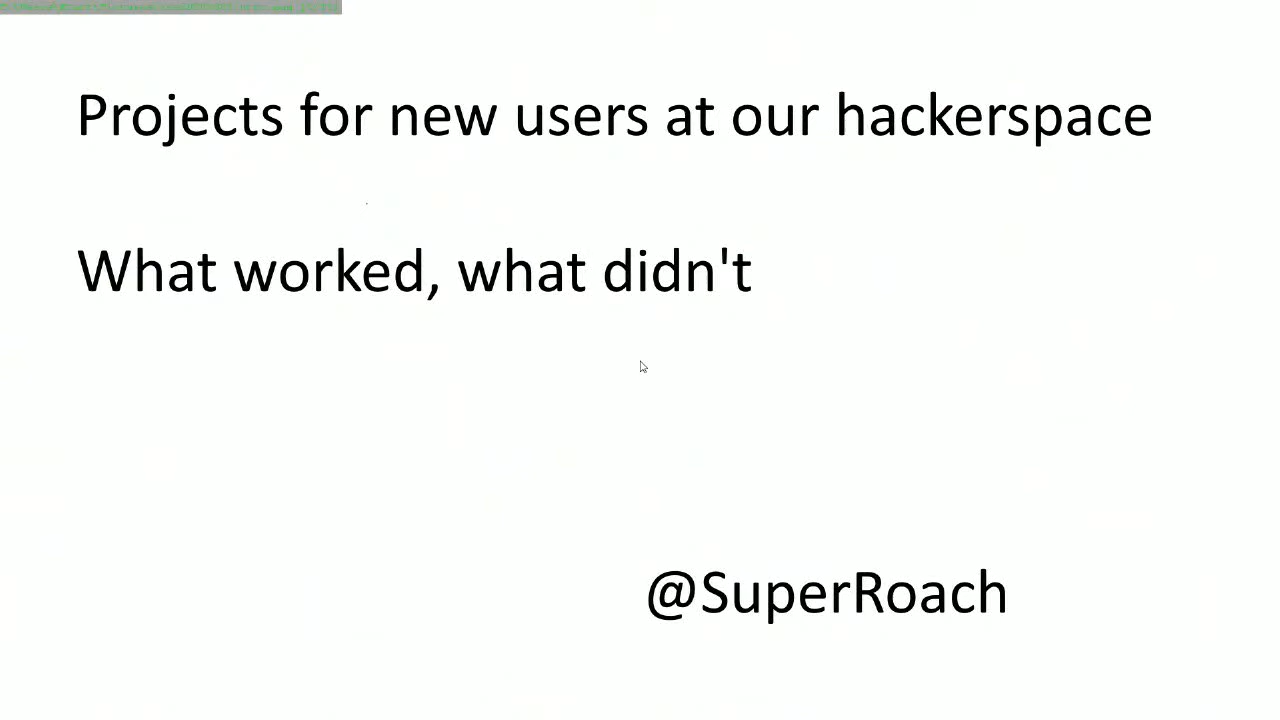 Projects for new users at our hackerspace
What worked, what didn't
@SuperRoach